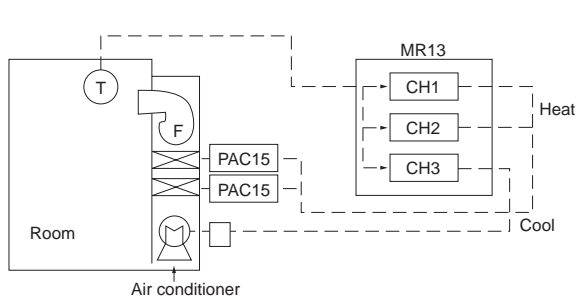 MR13
T
CH1
Heat
F
CH2
PAC15
CH3
PAC15
Room
Cool
M
Air conditioner